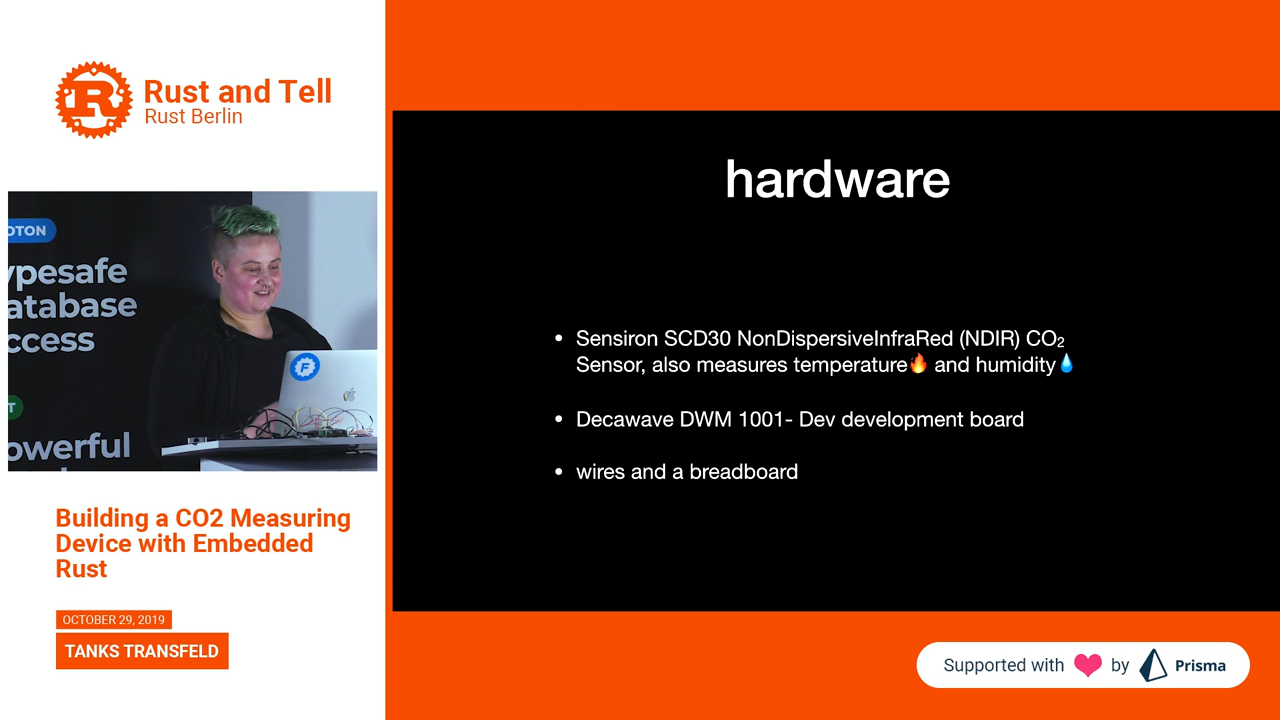 Rust and Tell
Rust Berlin
OTON
ypesafe
atabase
ccess
T
owerful
F
Building a CO2 Measuring
Device with Embedded
Rust
OCTOBER 29, 2019
TANKS TRANSFELD
hardware
• Sensiron SCD30 NonDispersiveInfraRed (NDIR) CO₂
Sensor, also measures temperature🔥 and humidity💧
• Decawave DWM 1001- Dev development board
• wires and a breadboard
Supported with ❤ by Prisma